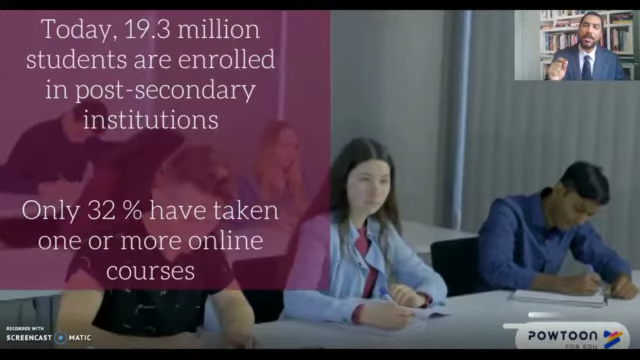 Today, 19.3 million
students are enrolled
in post-secondary
institutions
Only 32 % have taken
one or more online
courses
RECORDED WITH
SCREENCAST O MATIC
POWTOON
FOR EDU